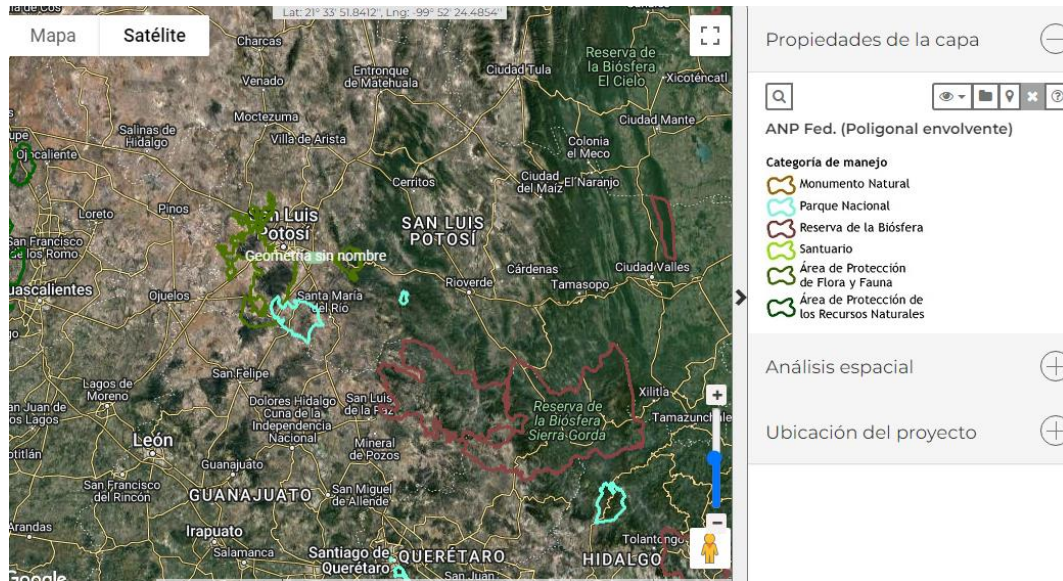 Lat: 21° 33' 51.8412'', Lng: -99° 52' 24.4854''
Mapa
Satélite
Charcas
Reserva de
la Biósfera
El Cielo
Venado
Entronque
de Matehuala
Ciudad Tula
Xicoténcatl
Moctezuma
Salinas de
Hidalgo
Villa de Arista
Ciudad Mante
Ojocaliente
Colonia
el Meco
Cerritos
Ciudad
del Maíz
El Naranjo
Loreto
Pinos
San Luis
Potosí
SAN LUIS
POTOSÍ
San Francisco
de los Romo
Geometría sin nombre
Cárdenas
Ciudad Valles
Rioverde
Tamasopo
Ojuelos
Santa María
del Río
San Felipe
Lagos de
Moreno
Dolores Hidalgo
Cuna de la
Independencia
Nacional
San Luis
de la Paz
Xilitla
Reserva de
la Biósfera
Sierra Gorda
León
Mineral
de Pozos
Guanajuato
San Francisco
del Rincón
GUANAJUATO
San Miguel
de Allende
Arandas
Irapuato
Salamanca
Santiago de
Querétaro
QUERÉTARO
HIDALGO
Tolantongo
San Juan
Google
Propiedades de la capa
ANP Fed. (Poligonal envolvente)
Categoría de manejo
Monumento Natural
Parque Nacional
Reserva de la Biósfera
Santuario
Área de Protección
de Flora y Fauna
Área de Protección de
los Recursos Naturales
Análisis espacial
Ubicación del proyecto